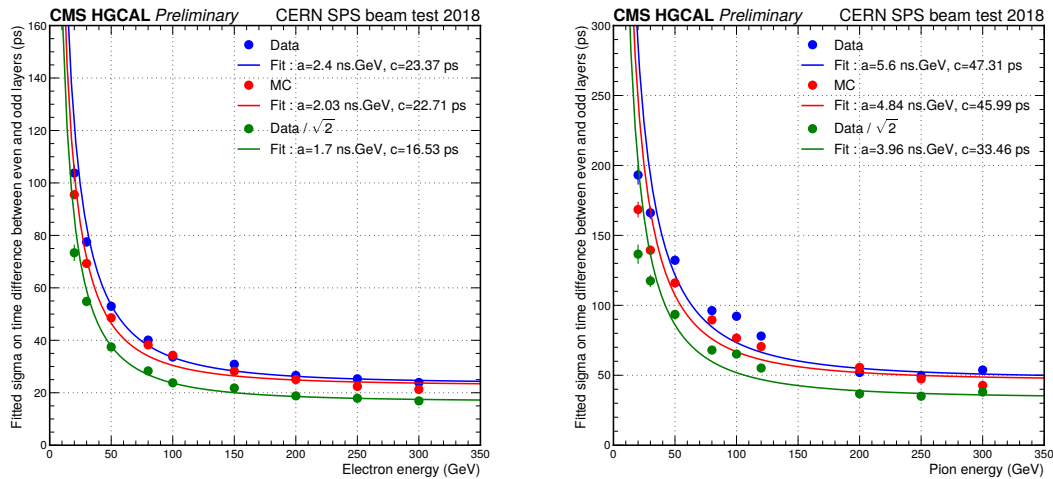 CMS HGCAL Preliminary CERN SPS beam test 2018
Fitted sigma on time difference between even and odd layers (ps)
160
140
120
100
80
60
40
20
0
Data
Fit : a=2.4 ns.GeV, c=23.37 ps
MC
Fit : a=2.03 ns.GeV, c=22.71 ps
Data / √2
Fit : a=1.7 ns.GeV, c=16.53 ps
0 50 100 150 200 250 300 350
Electron energy (GeV)
CMS HGCAL Preliminary CERN SPS beam test 2018
Fitted sigma on time difference between even and odd layers (ps)
300
250
200
150
100
50
0
Data
Fit : a=5.6 ns.GeV, c=47.31 ps
MC
Fit : a=4.84 ns.GeV, c=45.99 ps
Data / √2
Fit : a=3.96 ns.GeV, c=33.46 ps
0 50 100 150 200 250 300 350
Pion energy (GeV)